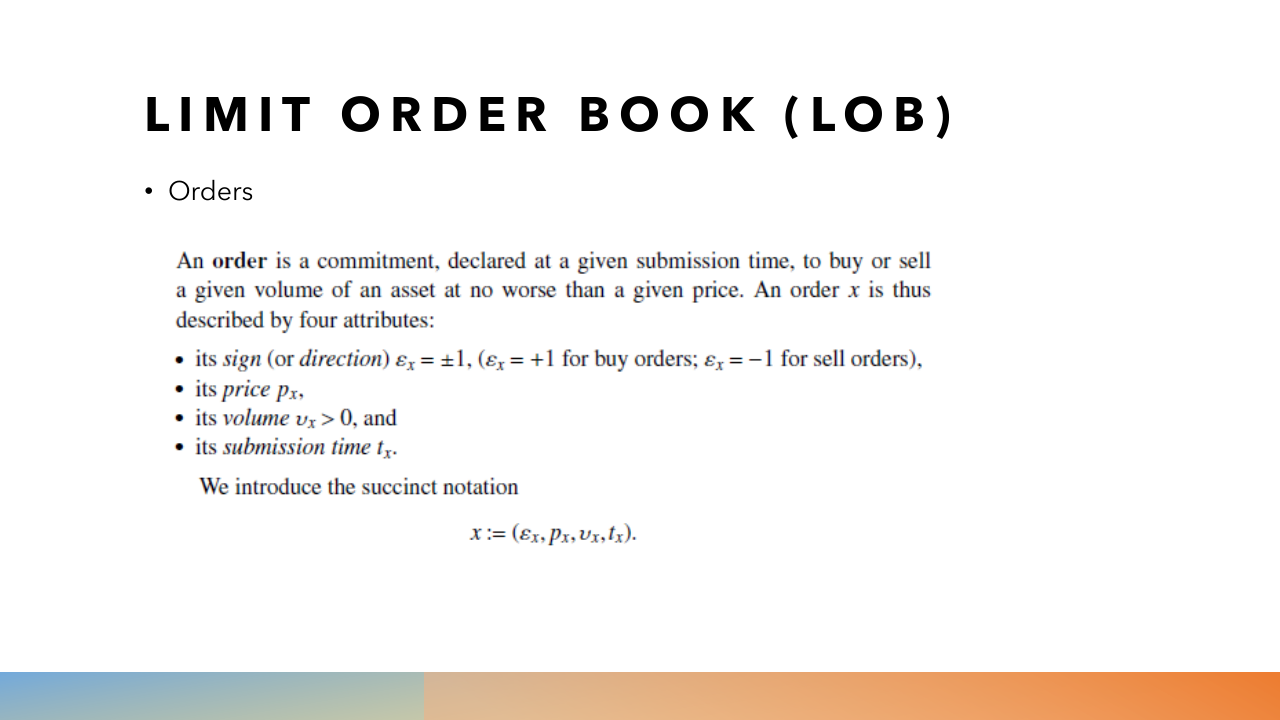 LIMIT ORDER BOOK (LOB)
• Orders
An order is a commitment, declared at a given submission time, to buy or sell
a given volume of an asset at no worse than a given price. An order x is thus
described by four attributes:
• its sign (or direction) εₓ = ±1, (εₓ = +1 for buy orders; εₓ = −1 for sell orders),
• its price pₓ,
• its volume υₓ > 0, and
• its submission time tₓ.
We introduce the succinct notation
x := (εₓ, pₓ, υₓ, tₓ).